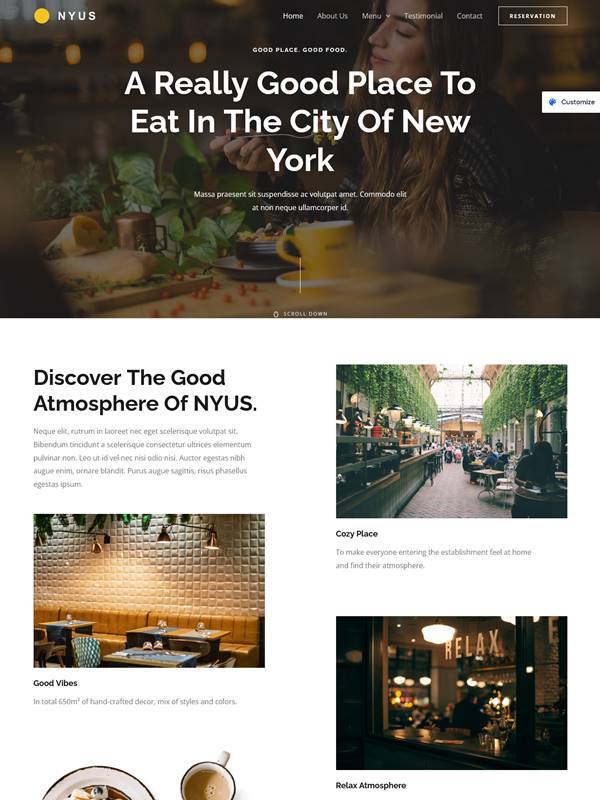 NYUS
Home About Us Menu Testimonial Contact RESERVATION
GOOD PLACE. GOOD FOOD.
A Really Good Place To
Eat In The City Of New
York
Customize
Massa praesent sit suspendisse ac volutpat amet. Commodo elit
at non neque ullamcorper id.
SCROLL DOWN
Discover The Good
Atmosphere Of NYUS.
Neque elit, rutrum in laoreet nec eget scelerisque volutpat sit.
Bibendum tincidunt a scelerisque consectetur ultrices elementum
pulvinar non. Leo ut id vel nec nisi odio nisi. Auctor egestas nibh
augue enim, ornare blandit. Purus augue sagittis, risus phasellus
egestas ipsum.
Good Vibes
In total 650m² of hand-crafted decor, mix of styles and colors.
Cozy Place
To make everyone entering the establishment feel at home
and find their atmosphere.
RELAX
Relax Atmosphere